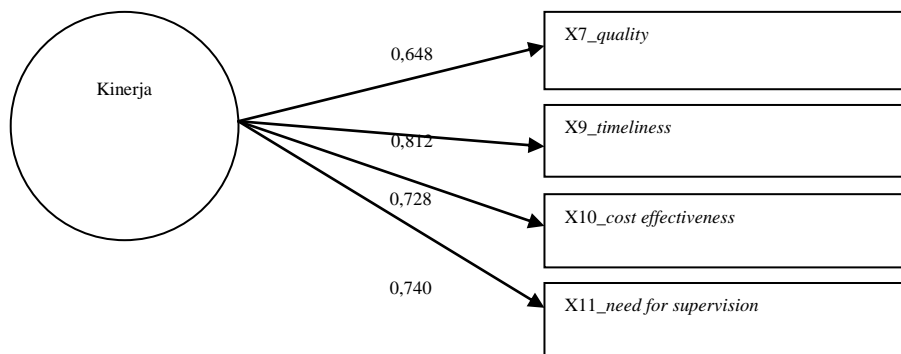 X7_quality
0,648
Kinerja
X9_timeliness
0,812
0,728
X10_cost effectiveness
0,740
X11_need for supervision